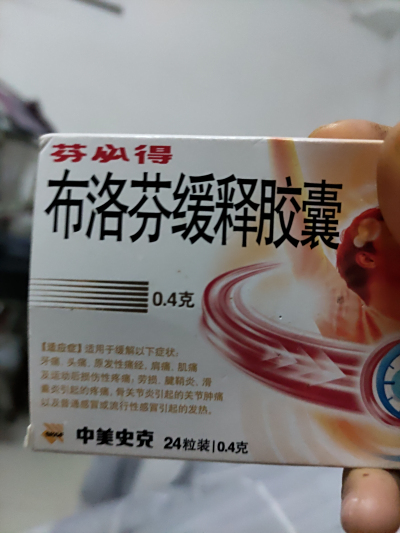 芬必得
布洛芬缓释胶囊
0.4克
【适应症】适用于缓解以下症状：
牙痛、头痛、原发性痛经、肩痛、肌痛
及运动后损伤性疼痛；劳损、腱鞘炎、滑
囊炎引起的疼痛，骨关节炎引起的关节肿痛
以及普通感冒或流行性感冒引起的发热。
中美史克 24粒装|0.4克